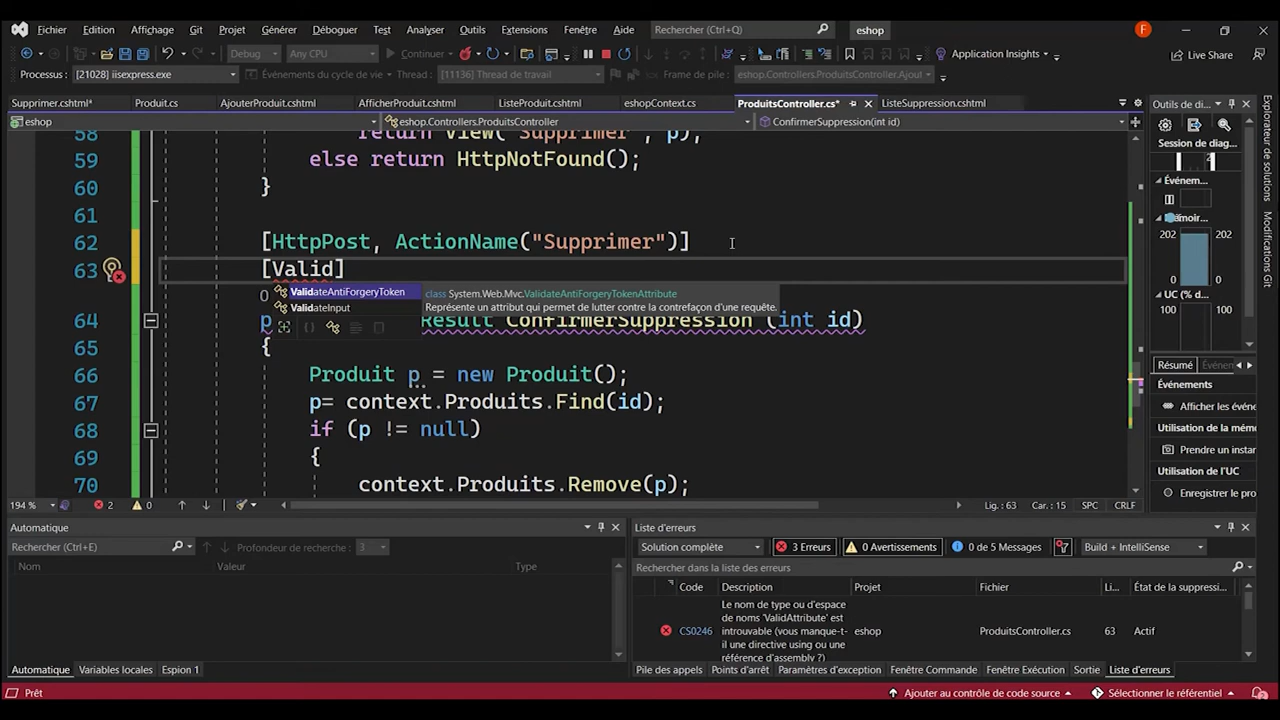 Fichier Edition Affichage Git Projet Générer Déboguer Test Analyser Outils Extensions Fenêtre Aide Rechercher (Ctrl+Q) eshop F
Debug Any CPU Continuer Application Insights Live Share
Processus : [21028] iisexpress.exe Événements du cycle de vie Thread : [11136] Thread de travail Frame de pile : eshop.Controllers.ProduitsController.Ajout
Supprimer.cshtml* Produit.cs AjouterProduit.cshtml AfficherProduit.cshtml ListeProduit.cshtml eshopContext.cs ProduitsController.cs* ListeSuppression.cshtml Outils de di...
eshop eshop.Controllers.ProduitsController ConfirmerSuppression(int id)
58 return View("Supprimer", p);
59 else return HttpNotFound();
60 }
61
62 [HttpPost, ActionName("Supprimer")]
63 [Valid]
ValidateAntiForgeryToken class System.Web.Mvc.ValidateAntiForgeryTokenAttribute
ValidateInput Représente un attribut qui permet de lutter contre la contrefaçon d'une requête.
64 Result ConfirmerSuppression (int id)
65 {
66 Produit p = new Produit();
67 p= context.Produits.Find(id);
68 if (p != null)
69 {
70 context.Produits.Remove(p);
194 % 2 0 Lig. : 63 Car. : 15 SPC CRLF
Session de diag...
Événem...
202 202
0 0
UC (% d...
100 100
Résumé Événem
Événements
Afficher les événe
Utilisation de la mémo
Prendre un instant
Utilisation de l'UC
Enregistrer le pro
Explorateur de solutions
Modifications Git
Automatique
Rechercher (Ctrl+E) Profondeur de recherche : 3
Nom Valeur Type
Automatique Variables locales Espion 1
Liste d'erreurs
Solution complète 3 Erreurs 0 Avertissements 0 de 5 Messages Build + IntelliSense
Rechercher dans la liste des erreurs
Code Description Projet Fichier Li... État de la suppressi...
CS0246 Le nom de type ou d'espace
de noms 'ValidAttribute' est
introuvable (vous manque-t-
il une directive using ou une
référence d'assembly ?)
eshop ProduitsController.cs 63 Actif
Pile des appels Points d'arrêt Paramètres d'exception Fenêtre Commande Fenêtre Exécution Sortie Liste d'erreurs
Prêt Ajouter au contrôle de code source Sélectionner le référentiel